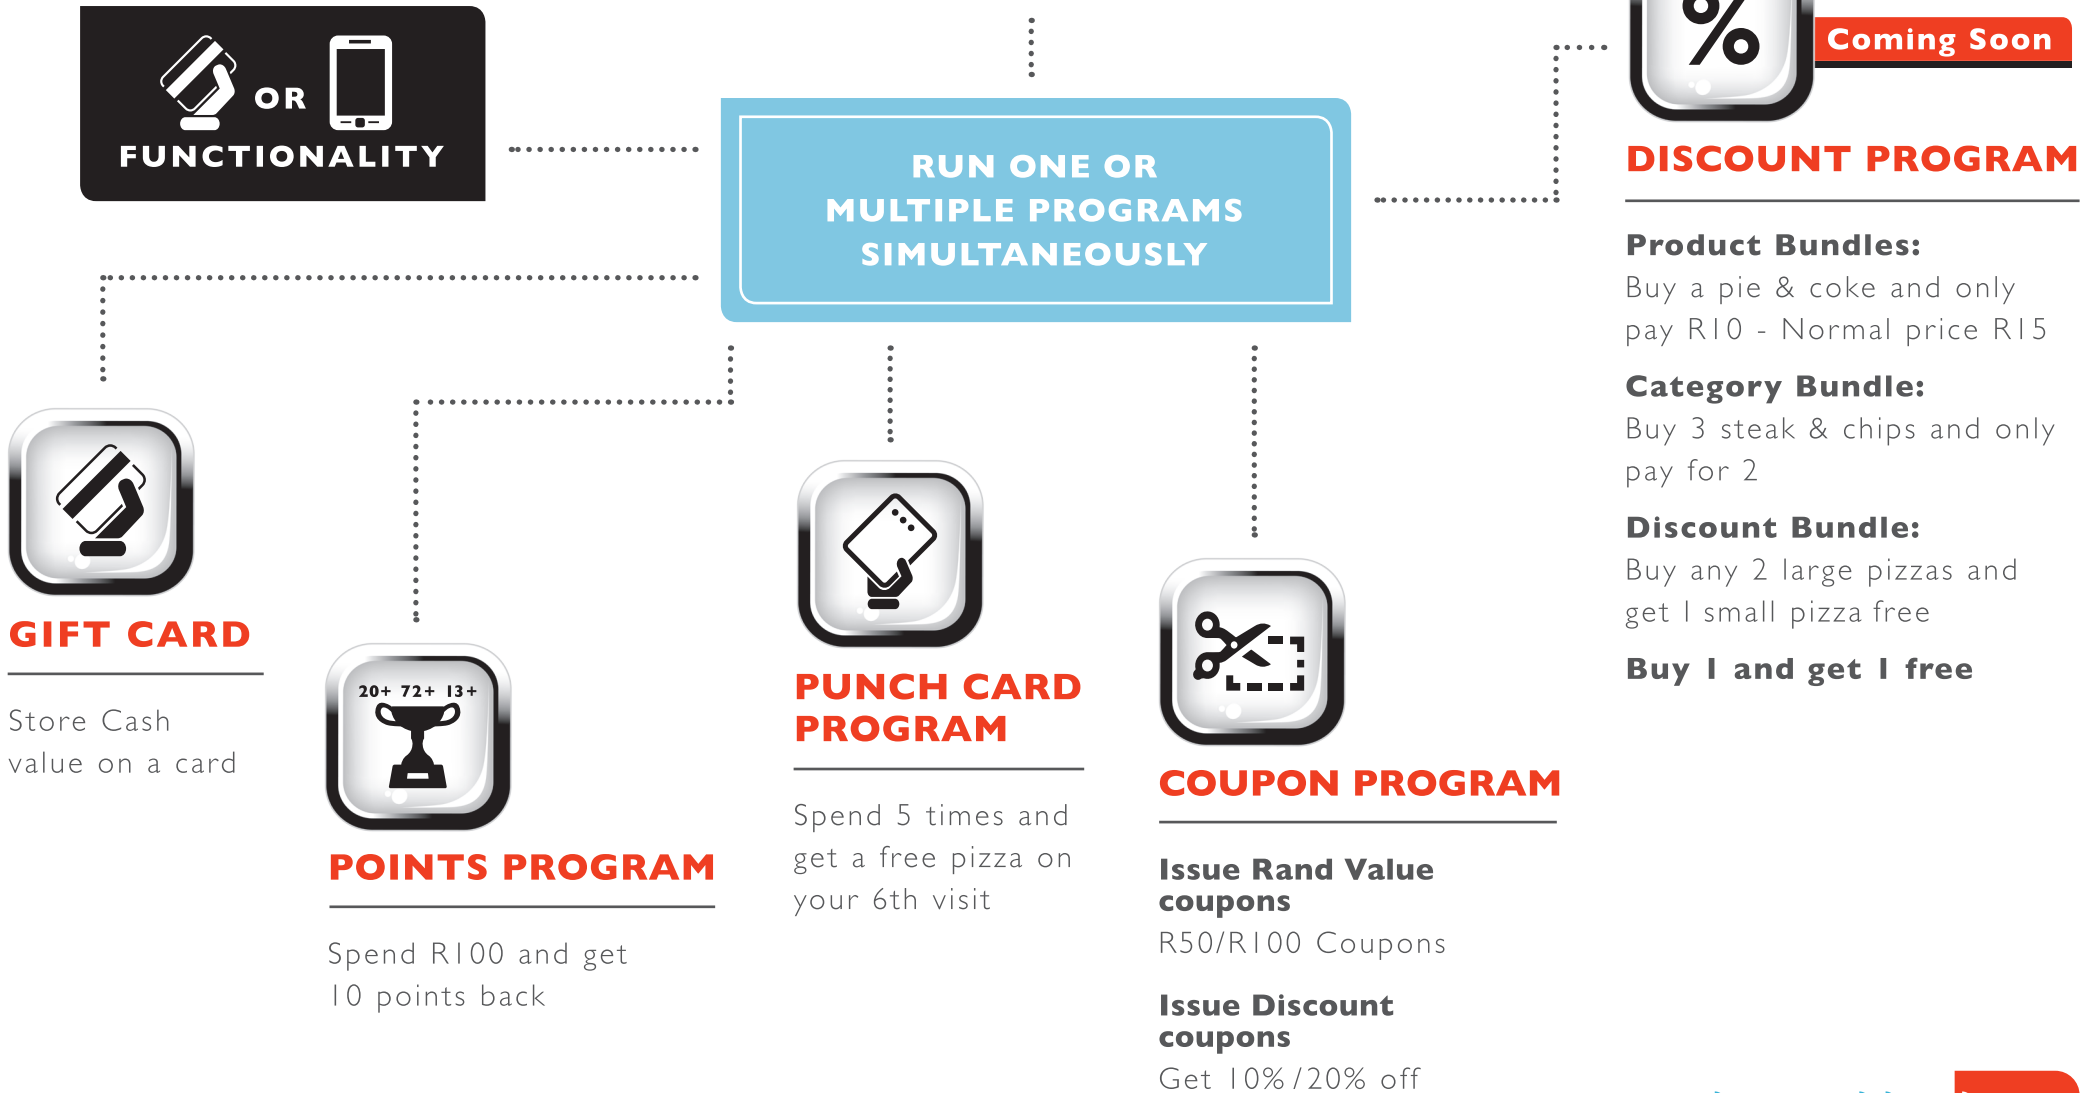 OR
FUNCTIONALITY
RUN ONE OR
MULTIPLE PROGRAMS
SIMULTANEOUSLY
%
Coming Soon
DISCOUNT PROGRAM
Product Bundles:
Buy a pie & coke and only
pay R10 - Normal price R15
Category Bundle:
Buy 3 steak & chips and only
pay for 2
Discount Bundle:
Buy any 2 large pizzas and
get 1 small pizza free
Buy 1 and get 1 free
GIFT CARD
Store Cash
value on a card
20+ 72+ 13+
POINTS PROGRAM
Spend R100 and get
10 points back
PUNCH CARD
PROGRAM
Spend 5 times and
get a free pizza on
your 6th visit
COUPON PROGRAM
Issue Rand Value
coupons
R50/R100 Coupons
Issue Discount
coupons
Get 10% /20% off